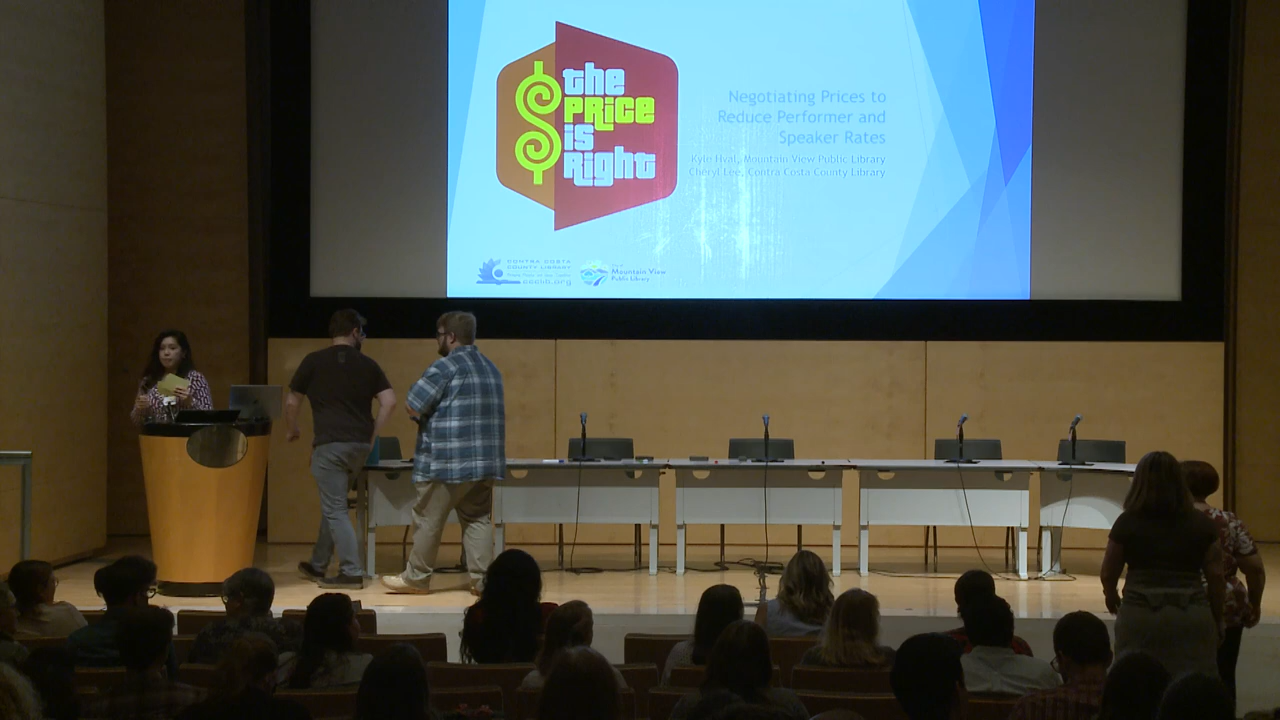 the
PRiCE
is
Right
Negotiating Prices to
Reduce Performer and
Speaker Rates
Kyle Hval, Mountain View Public Library
Cheryl Lee, Contra Costa County Library
CONTRA COSTA
COUNTY LIBRARY
ccclib.org
Mountain View
Public Library